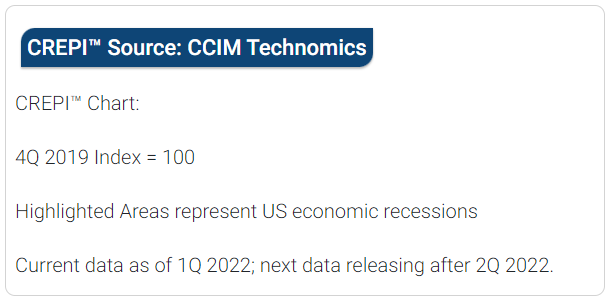 CREPI™ Source: CCIM Technomics
CREPI™ Chart:
4Q 2019 Index = 100
Highlighted Areas represent US economic recessions
Current data as of 1Q 2022; next data releasing after 2Q 2022.